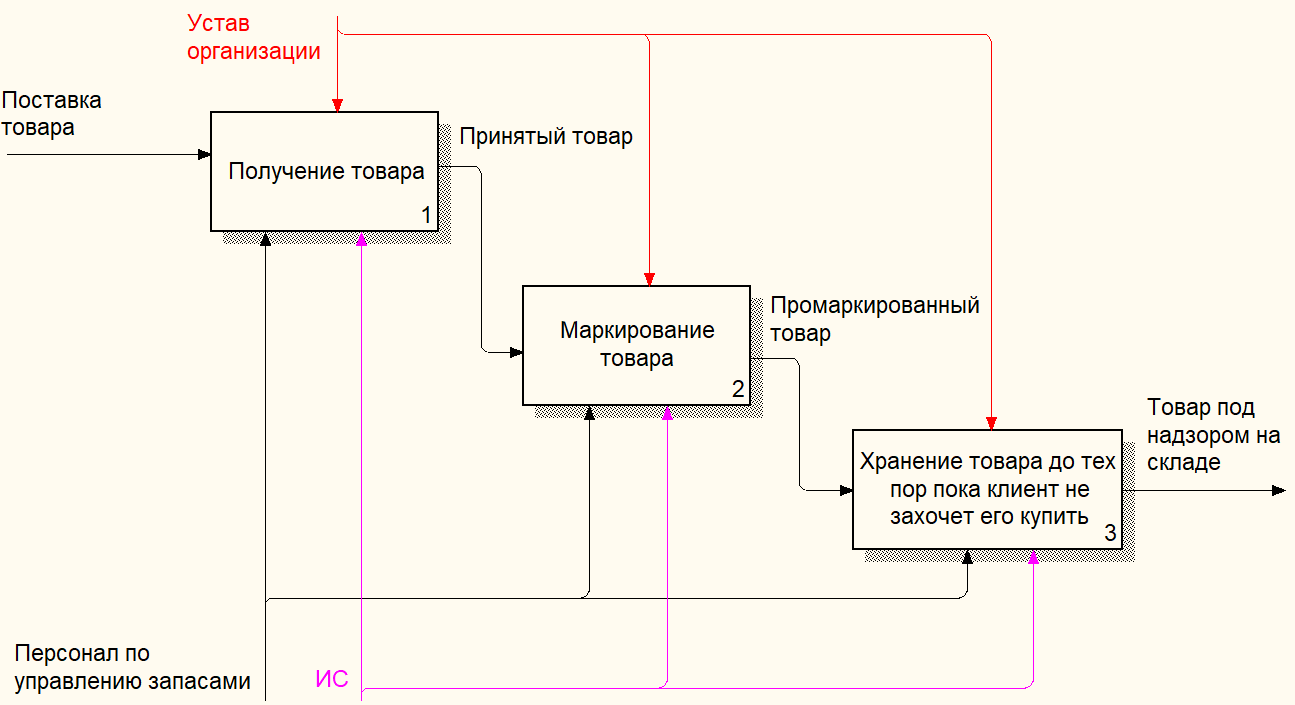 Устав
организации
Поставка
товара
Принятый товар
Получение товара
1
Промаркированный
товар
Маркирование
товара
2
Товар под
надзором на
складе
Хранение товара до тех
пор пока клиент не
захочет его купить
3
Персонал по
управлению запасами
ИС